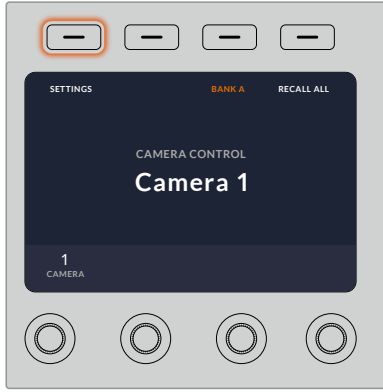 SETTINGS BANK A RECALL ALL
CAMERA CONTROL
Camera 1
1
CAMERA